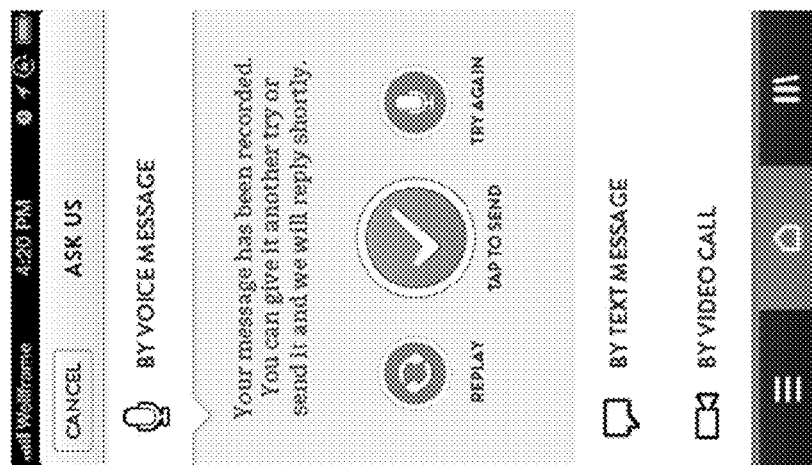 Wellframe 4:20 PM
CANCEL ASK US
BY VOICE MESSAGE
Your message has been recorded.
You can give it another try or
send it and we will reply shortly.
REPLAY TAP TO SEND TRY AGAIN
BY TEXT MESSAGE
BY VIDEO CALL